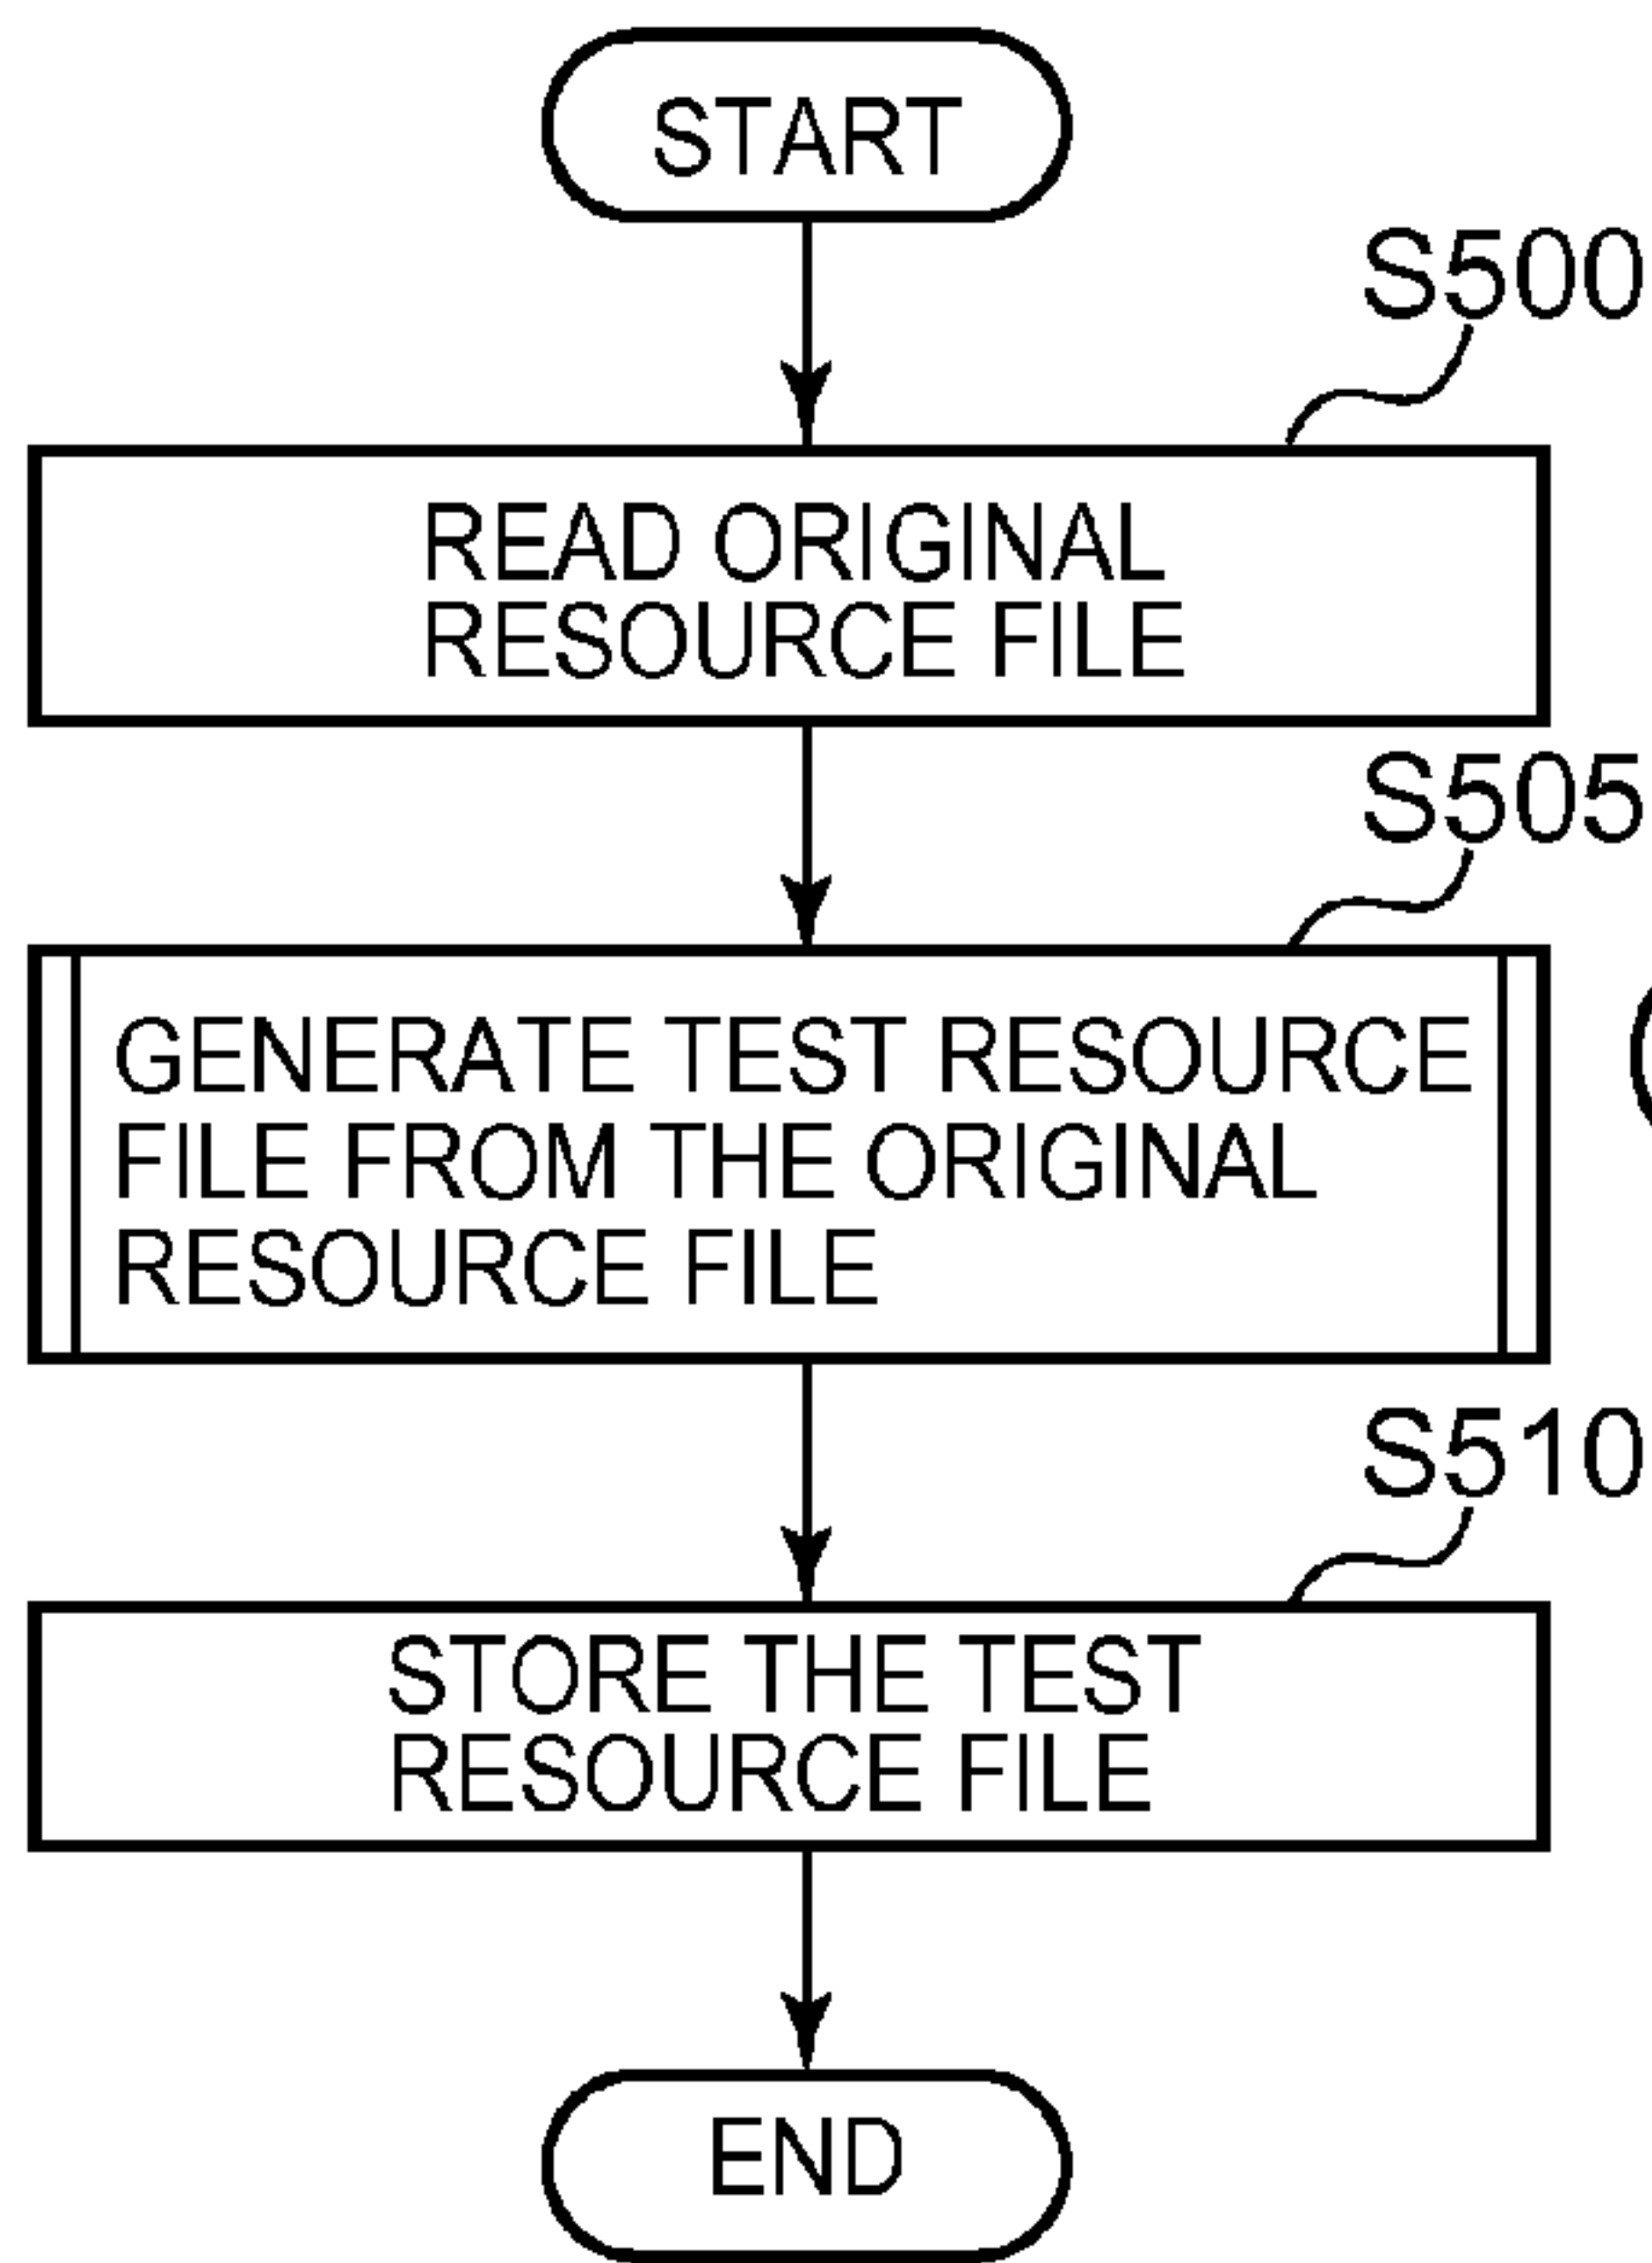 START
S500
READ ORIGINAL
RESOURCE FILE
S505
GENERATE TEST RESOURCE
FILE FROM THE ORIGINAL
RESOURCE FILE
S510
STORE THE TEST
RESOURCE FILE
END